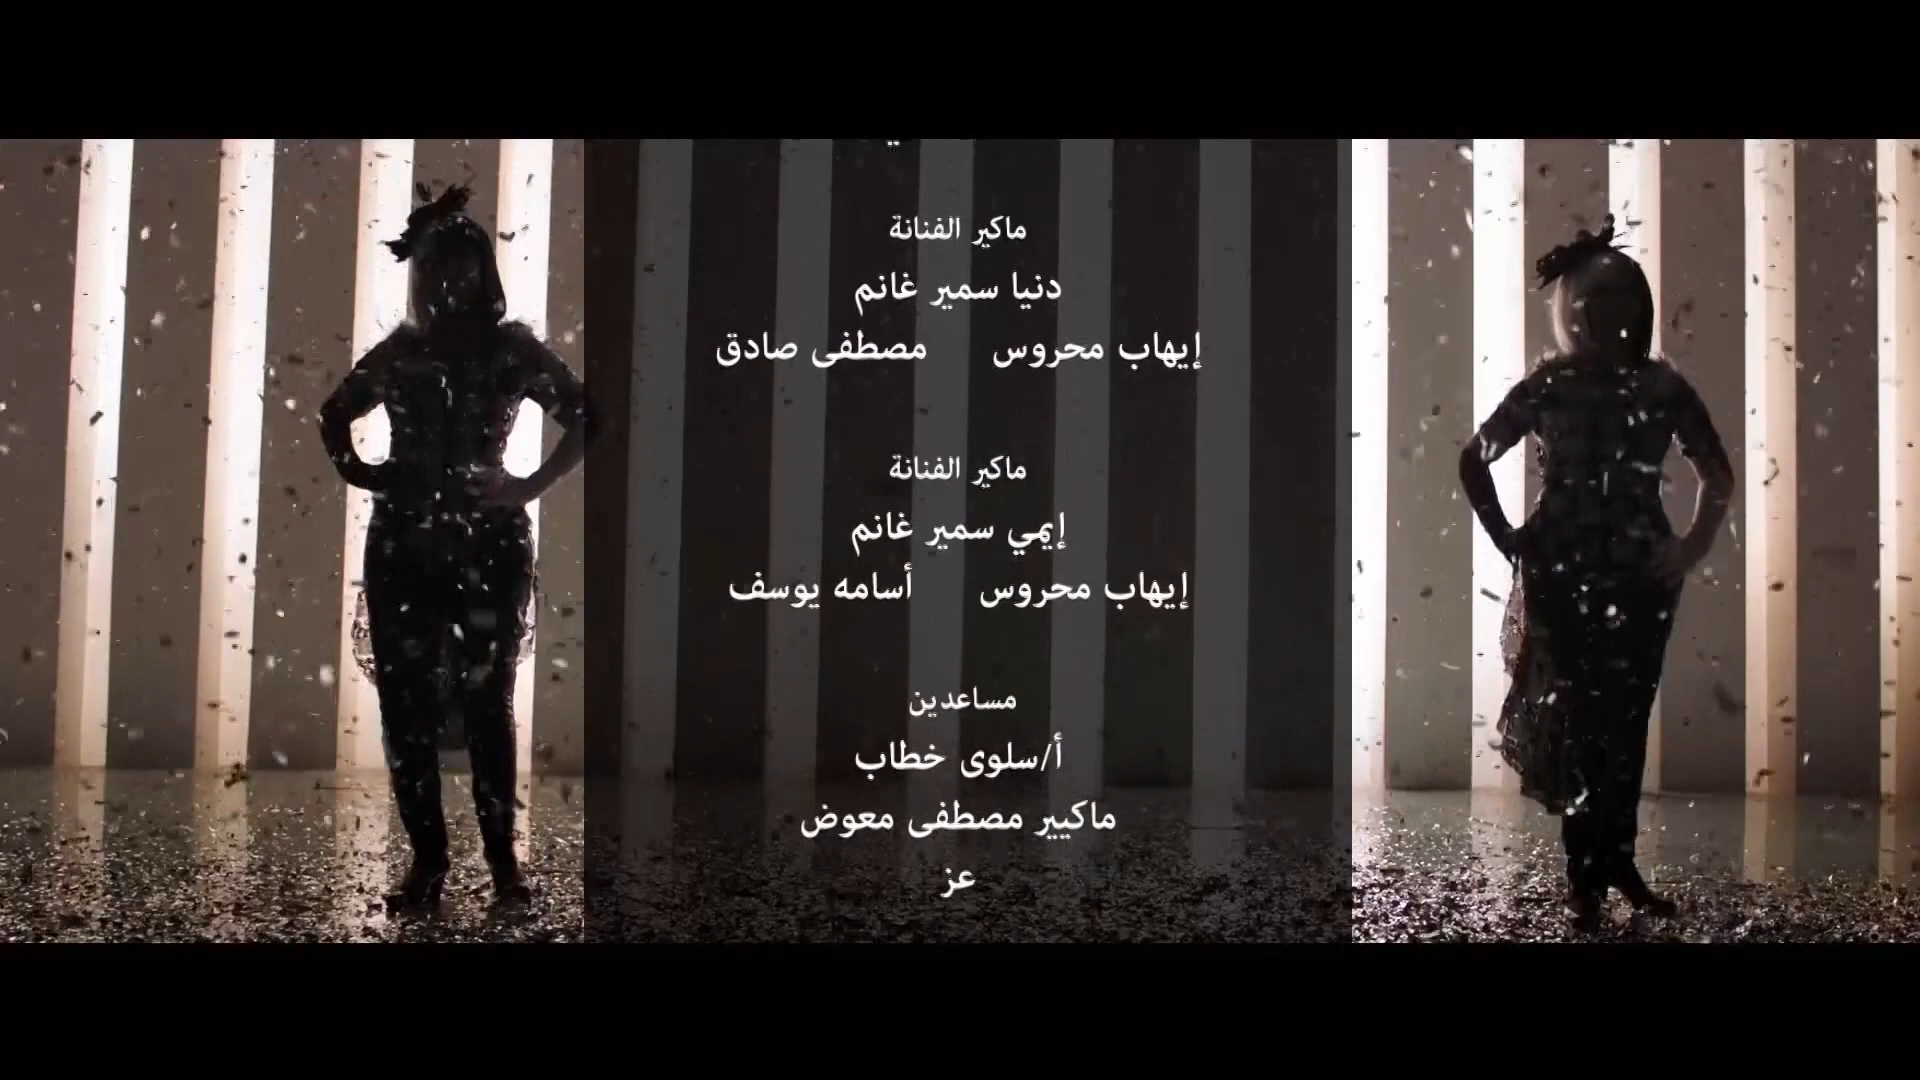 ماكير الفنانة
دنيا سمير غانم
إيهاب محروس مصطفى صادق
ماكير الفنانة
إيمي سمير غانم
إيهاب محروس أسامه يوسف
مساعدين
أ/سلوى خطاب
ماكيير مصطفى معوض
عز